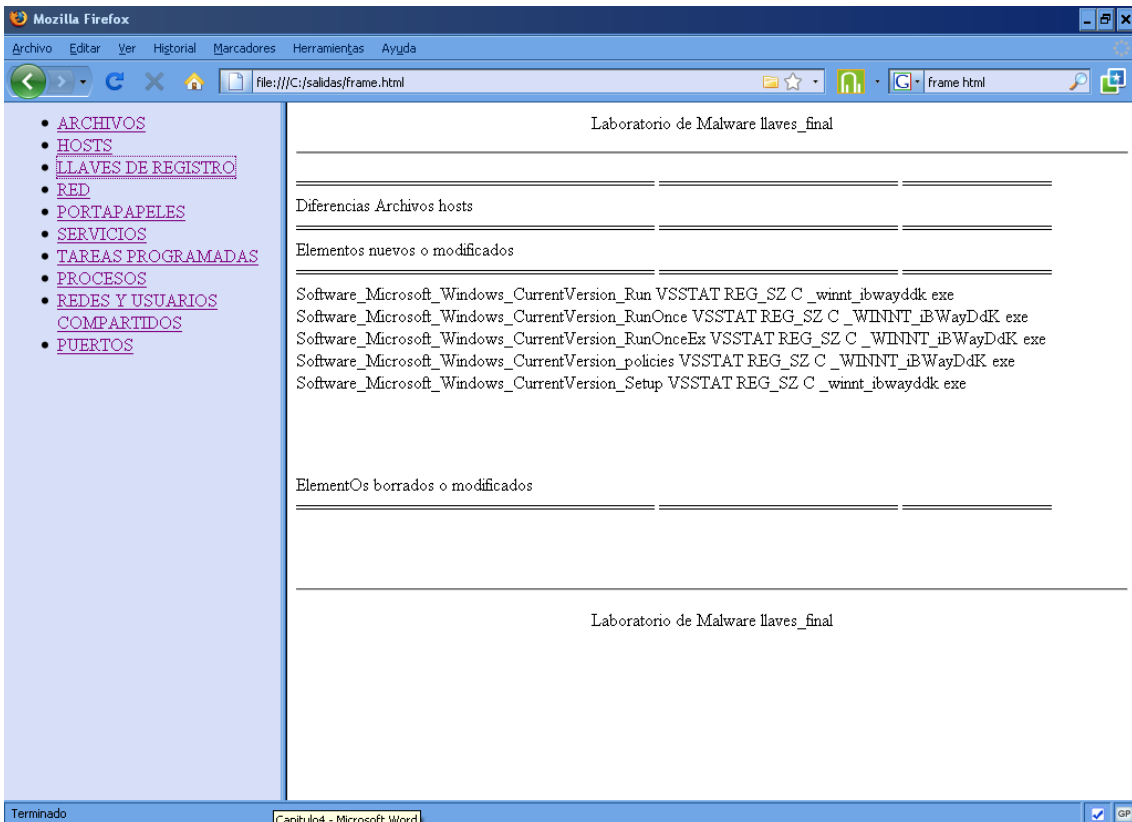 Mozilla Firefox
Archivo Editar Ver Historial Marcadores Herramientas Ayuda
file:///C:/salidas/frame.html
G frame html
ARCHIVOS
HOSTS
LLAVES DE REGISTRO
RED
PORTAPAPELES
SERVICIOS
TAREAS PROGRAMADAS
PROCESOS
REDES Y USUARIOS
COMPARTIDOS
PUERTOS
Laboratorio de Malware llaves_final
Diferencias Archivos hosts
Elementos nuevos o modificados
Software_Microsoft_Windows_CurrentVersion_Run VSSTAT REG_SZ C _winnt_ibwayddk exe
Software_Microsoft_Windows_CurrentVersion_RunOnce VSSTAT REG_SZ C _WINNT_iBWayDdK exe
Software_Microsoft_Windows_CurrentVersion_RunOnceEx VSSTAT REG_SZ C _WINNT_iBWayDdK exe
Software_Microsoft_Windows_CurrentVersion_policies VSSTAT REG_SZ C _WINNT_iBWayDdK exe
Software_Microsoft_Windows_CurrentVersion_Setup VSSTAT REG_SZ C _winnt_ibwayddk exe
ElementOs borrados o modificados
Laboratorio de Malware llaves_final
Terminado
Capitulo4 - Microsoft Word
GP